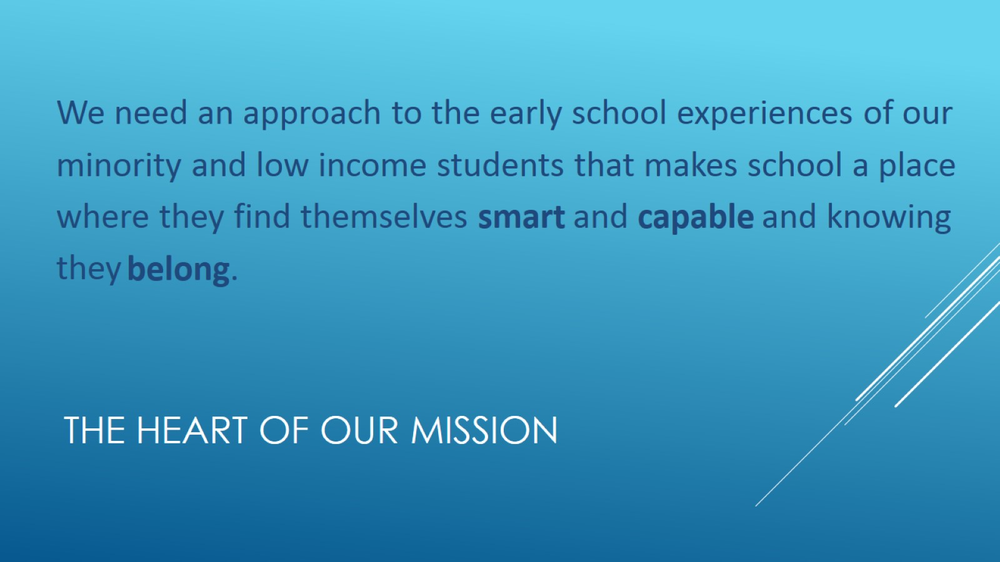 We need an approach to the early school experiences of our
minority and low income students that makes school a place
where they find themselves smart and capable and knowing
they belong.
THE HEART OF OUR MISSION